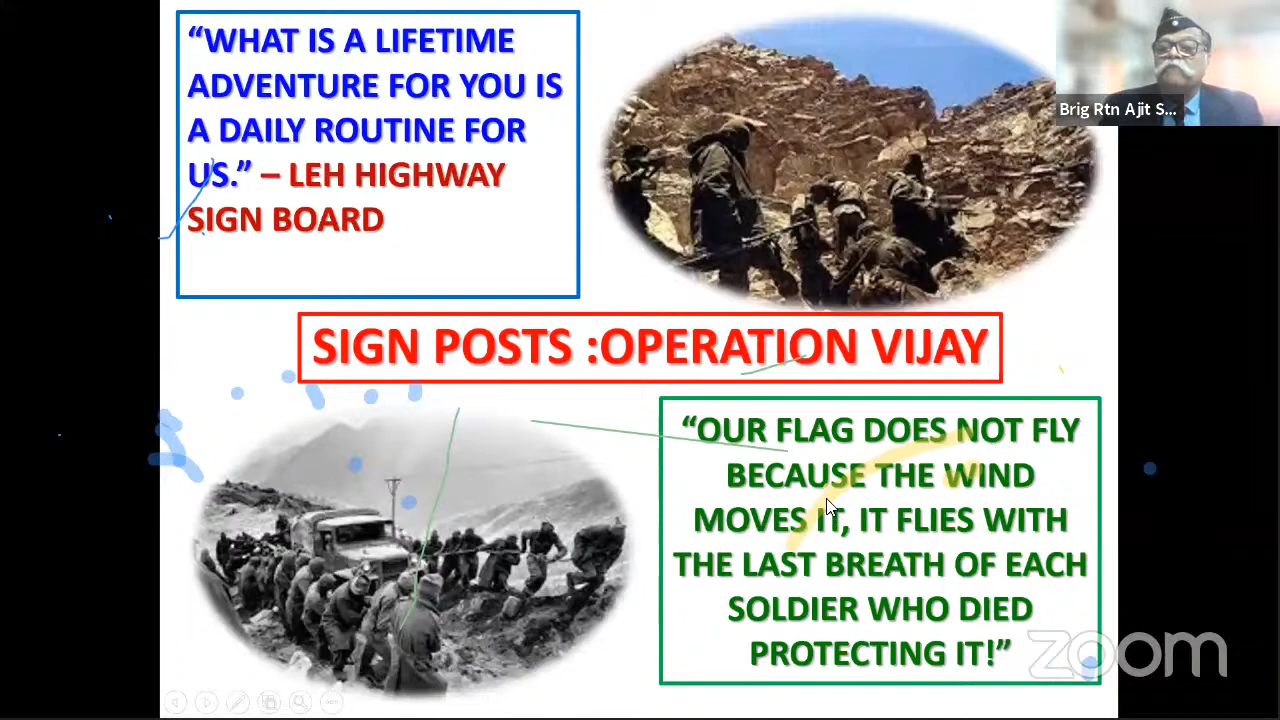 “WHAT IS A LIFETIME
ADVENTURE FOR YOU IS
A DAILY ROUTINE FOR
US.” – LEH HIGHWAY
SIGN BOARD
Brig Rtn Ajit S...
SIGN POSTS :OPERATION VIJAY
“OUR FLAG DOES NOT FLY
BECAUSE THE WIND
MOVES IT, IT FLIES WITH
THE LAST BREATH OF EACH
SOLDIER WHO DIED
PROTECTING IT!”
zoom